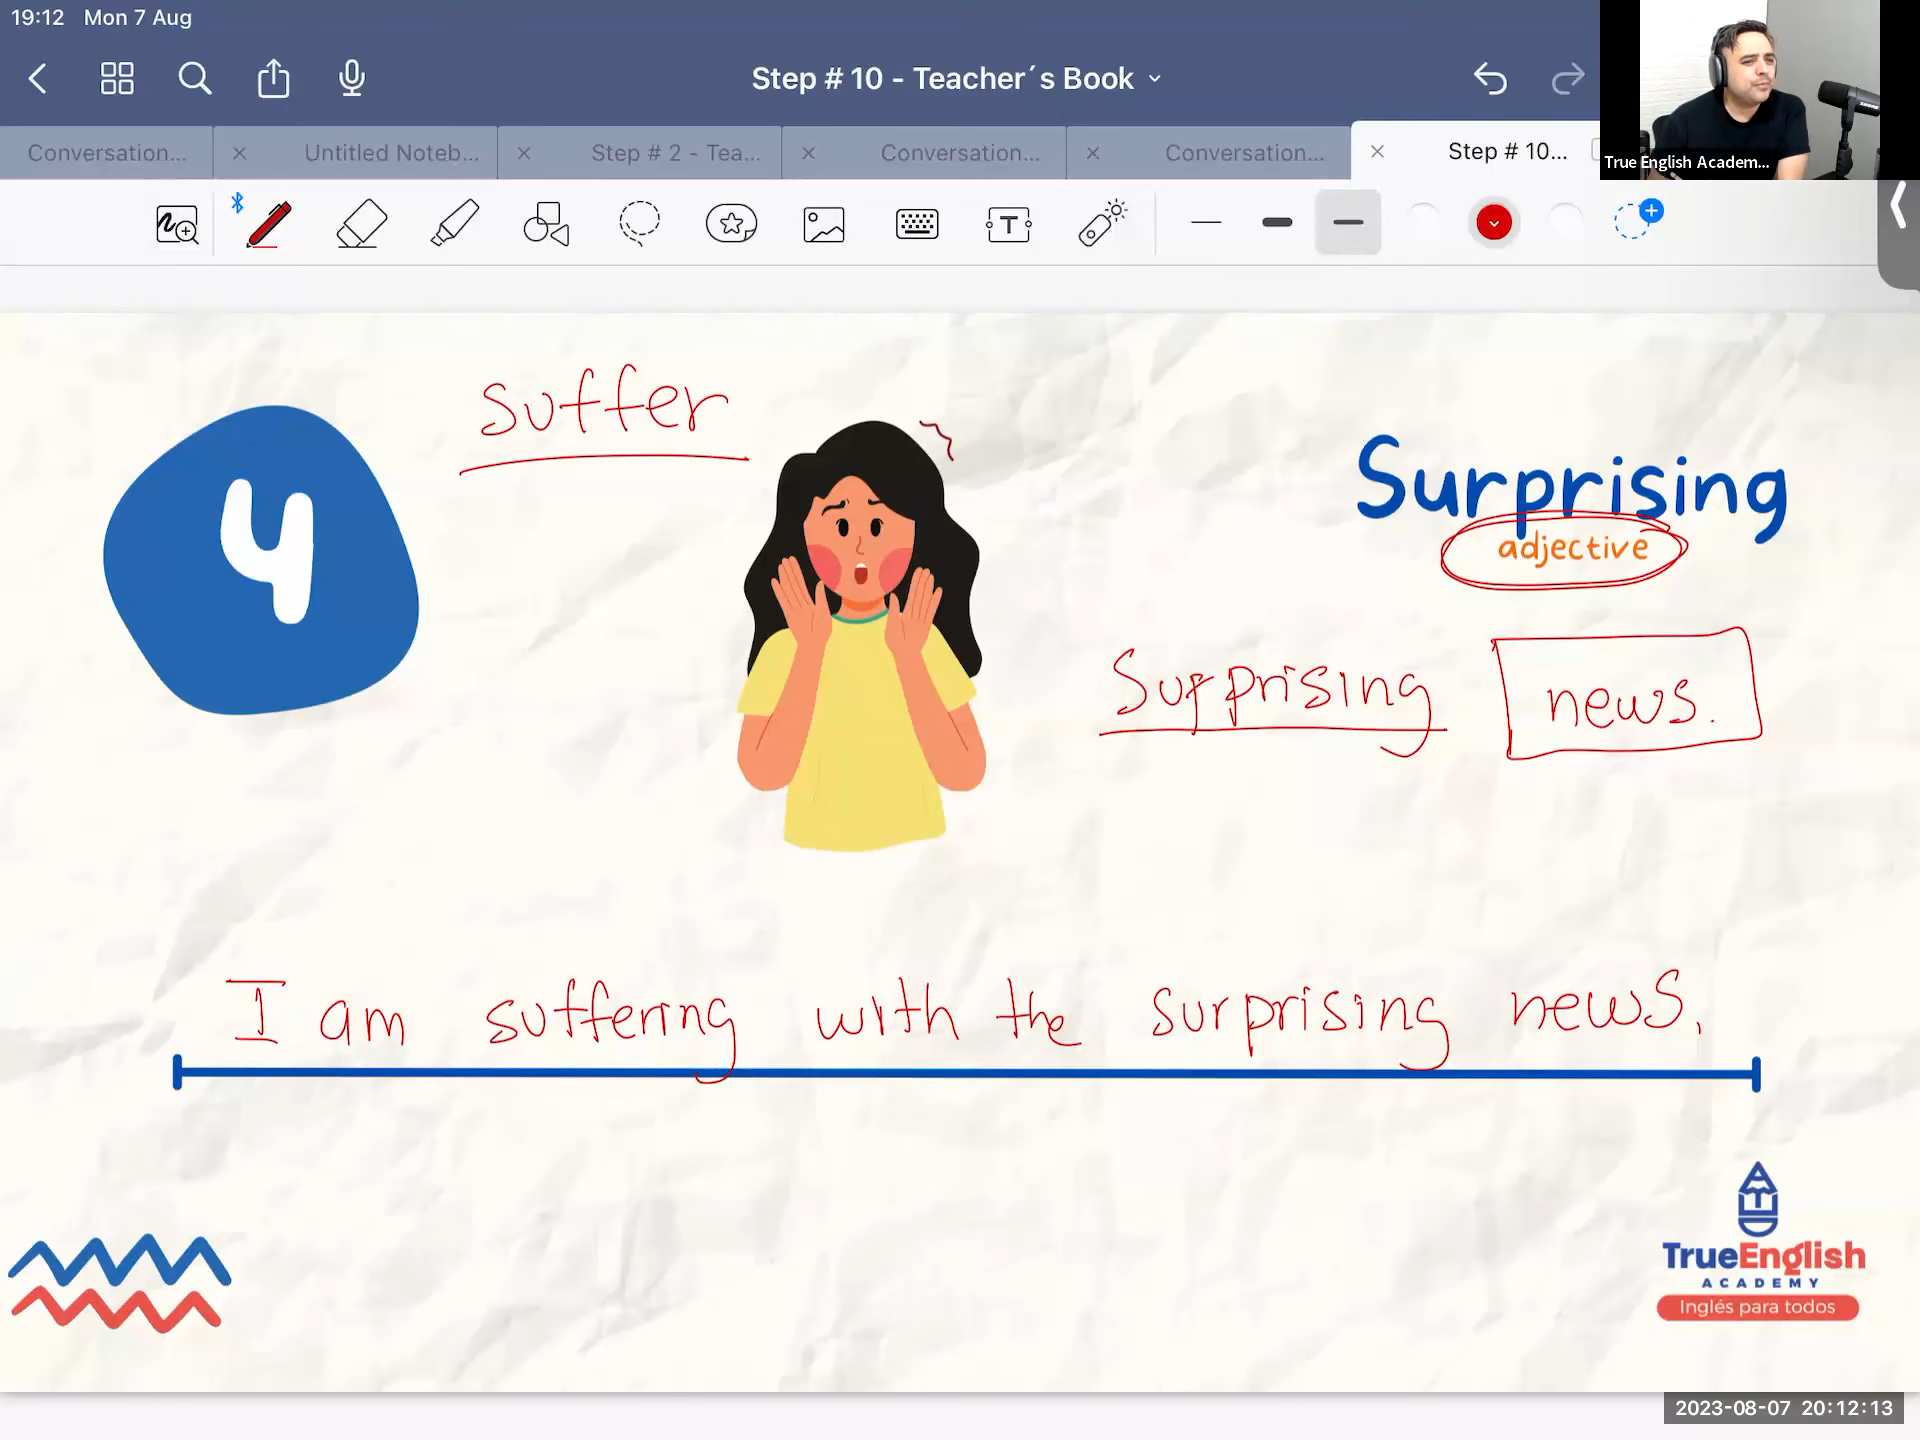 19:12 Mon 7 Aug
Step # 10 - Teacher´s Book
Conversation...
Untitled Noteb...
Step # 2 - Tea...
Conversation...
Conversation...
Step # 10...
True English Academ...
T
suffer
4
Surprising
adjective
Surprising news.
I am suffering with the surprising news.
TrueEnglish
ACADEMY
Inglés para todos
2023-08-07 20:12:13